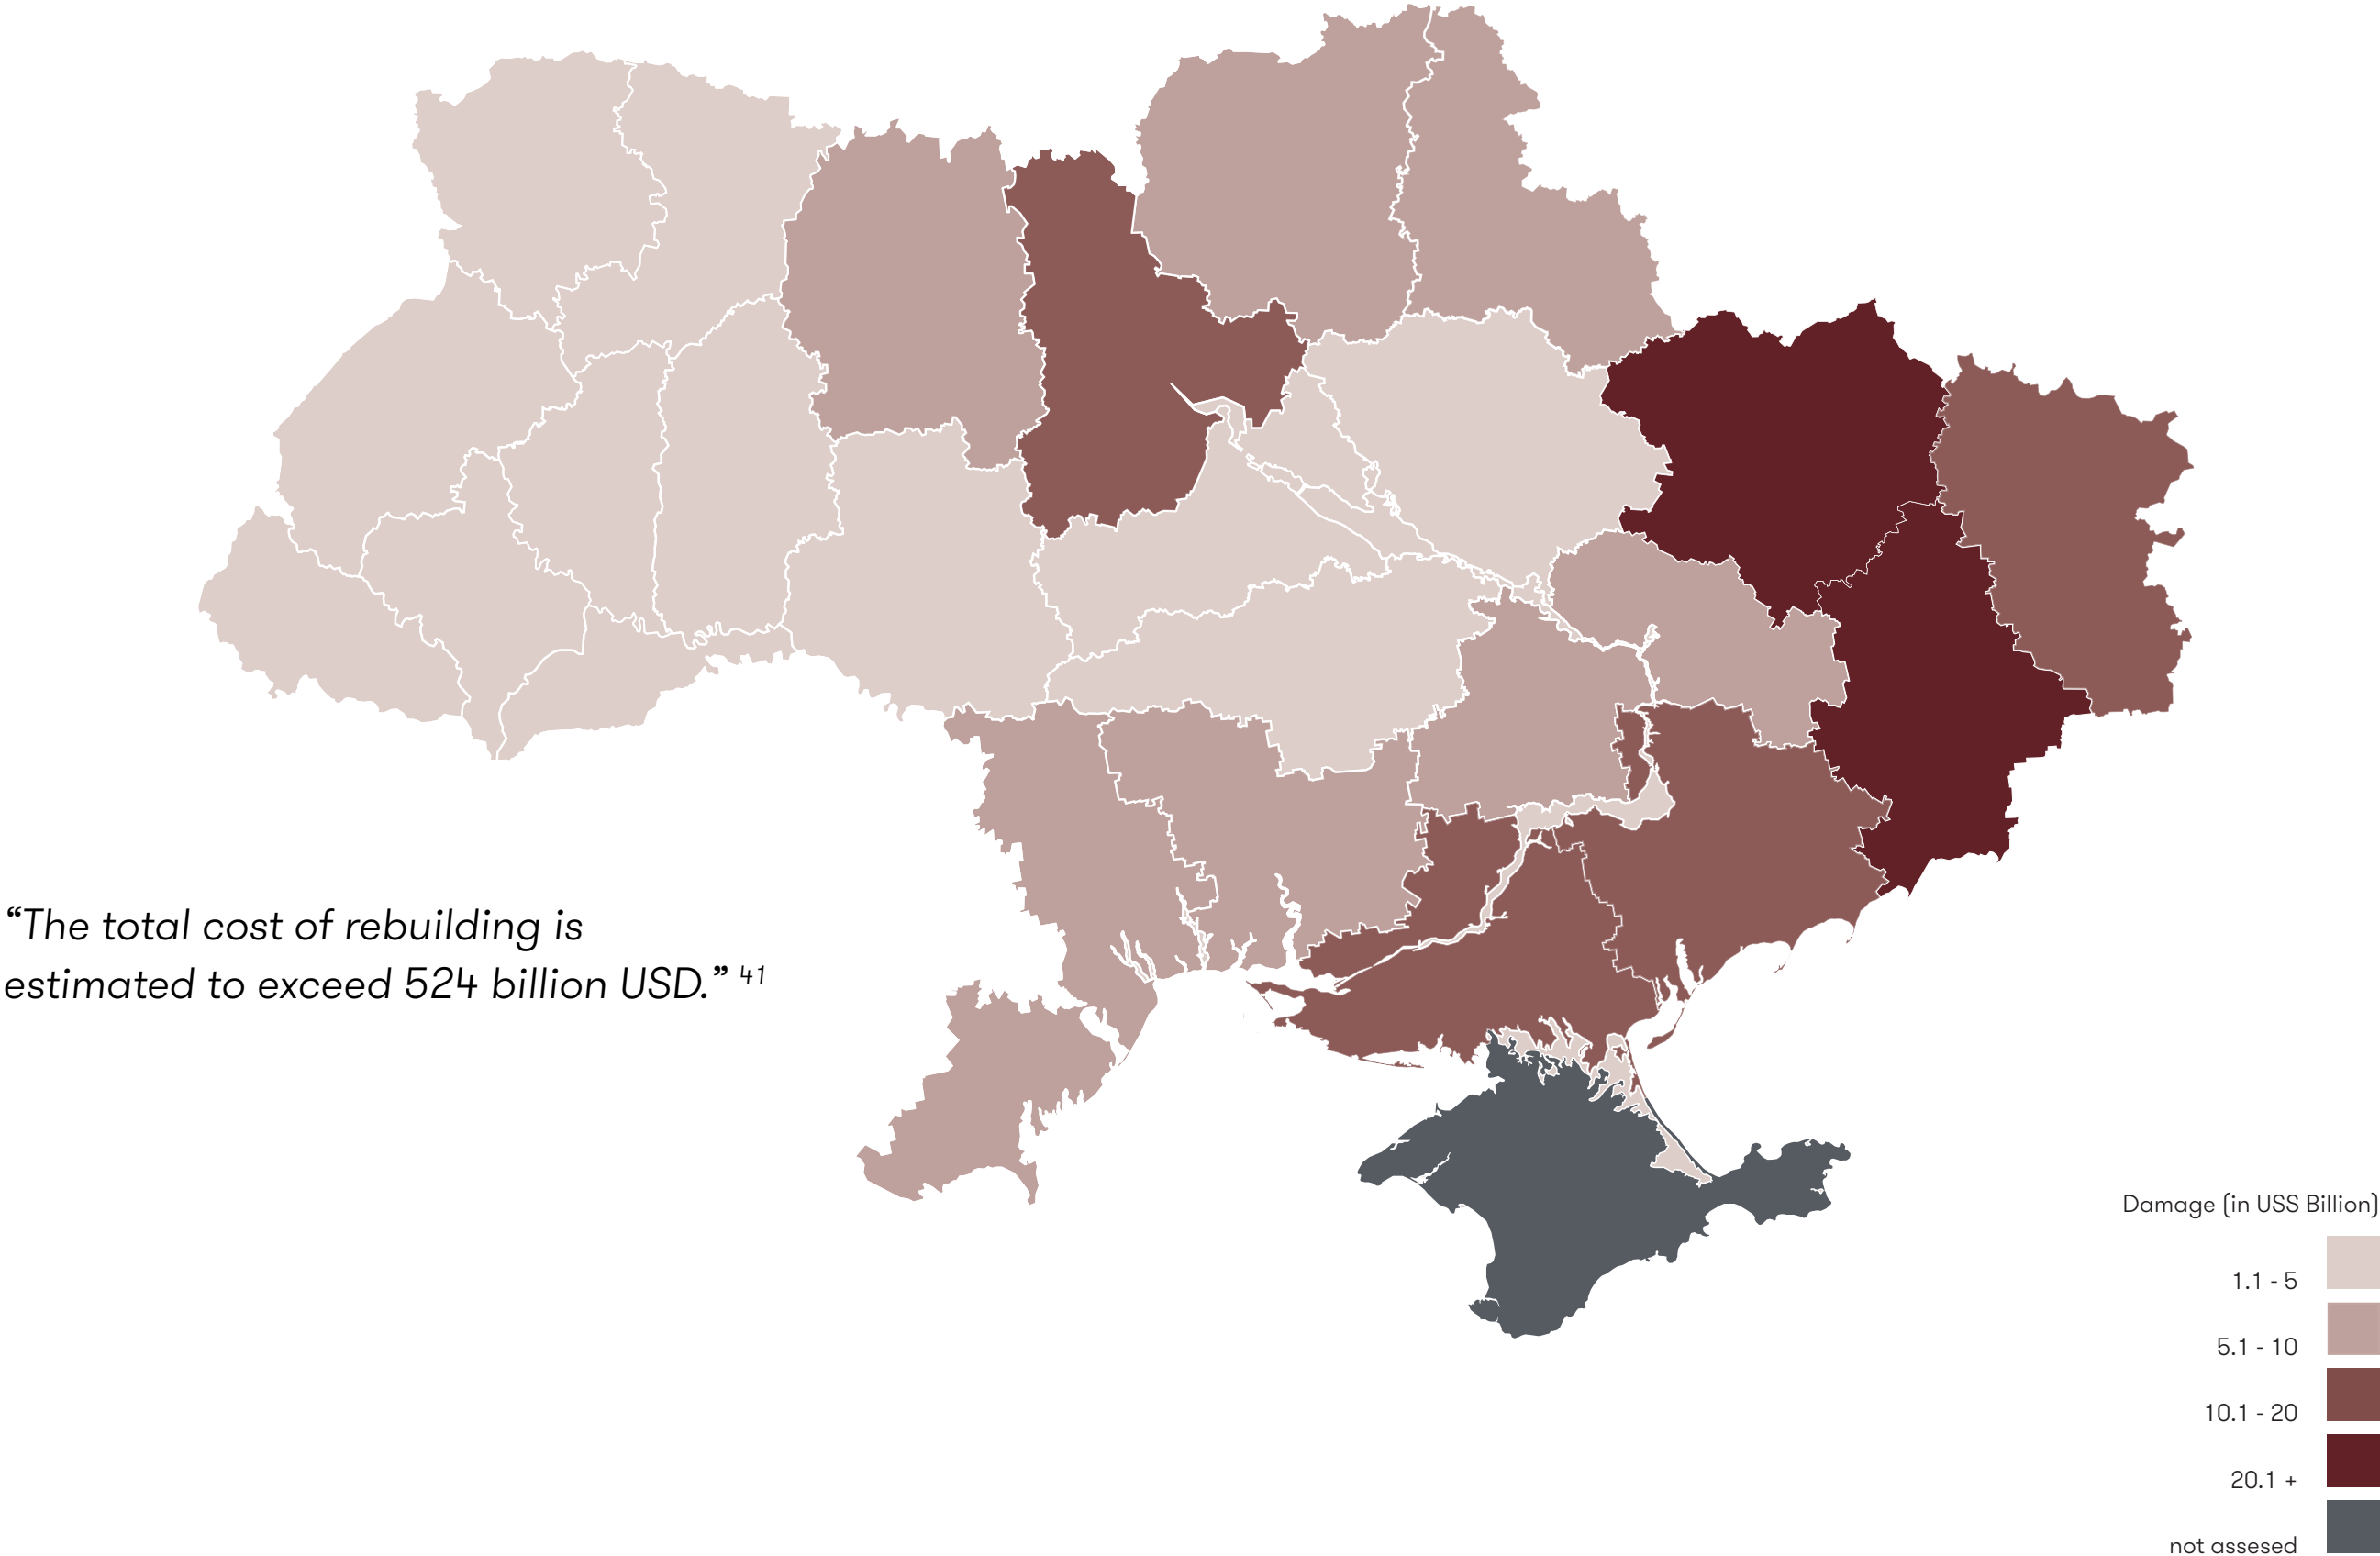 “The total cost of rebuilding is
estimated to exceed 524 billion USD.” 41
Damage (in USS Billion)
1.1 - 5
5.1 - 10
10.1 - 20
20.1 +
not assesed